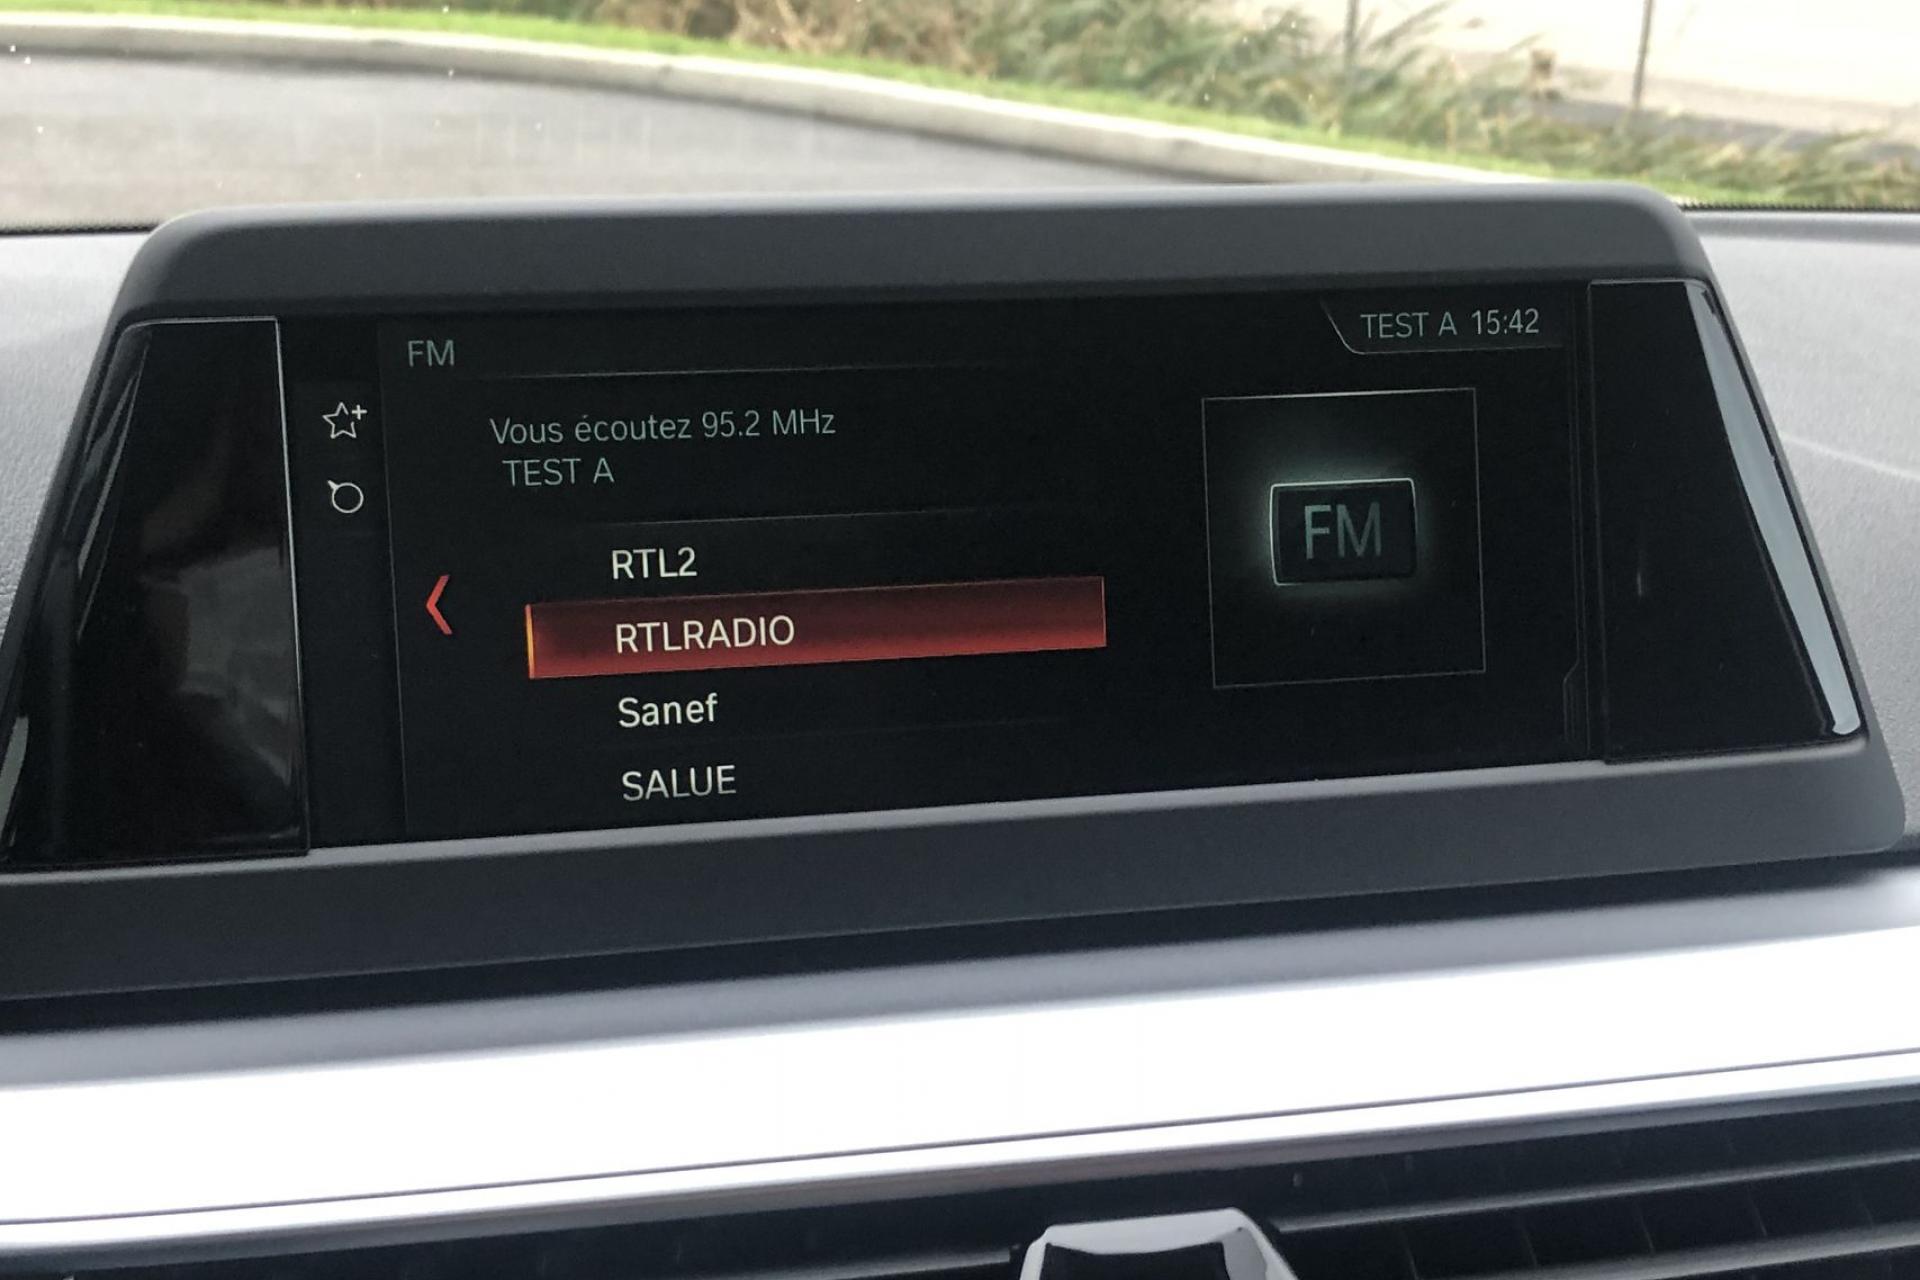 FM
TEST A 15:42
Vous écoutez 95.2 MHz
TEST A
RTL2
RTLRADIO
Sanef
SALUE
FM